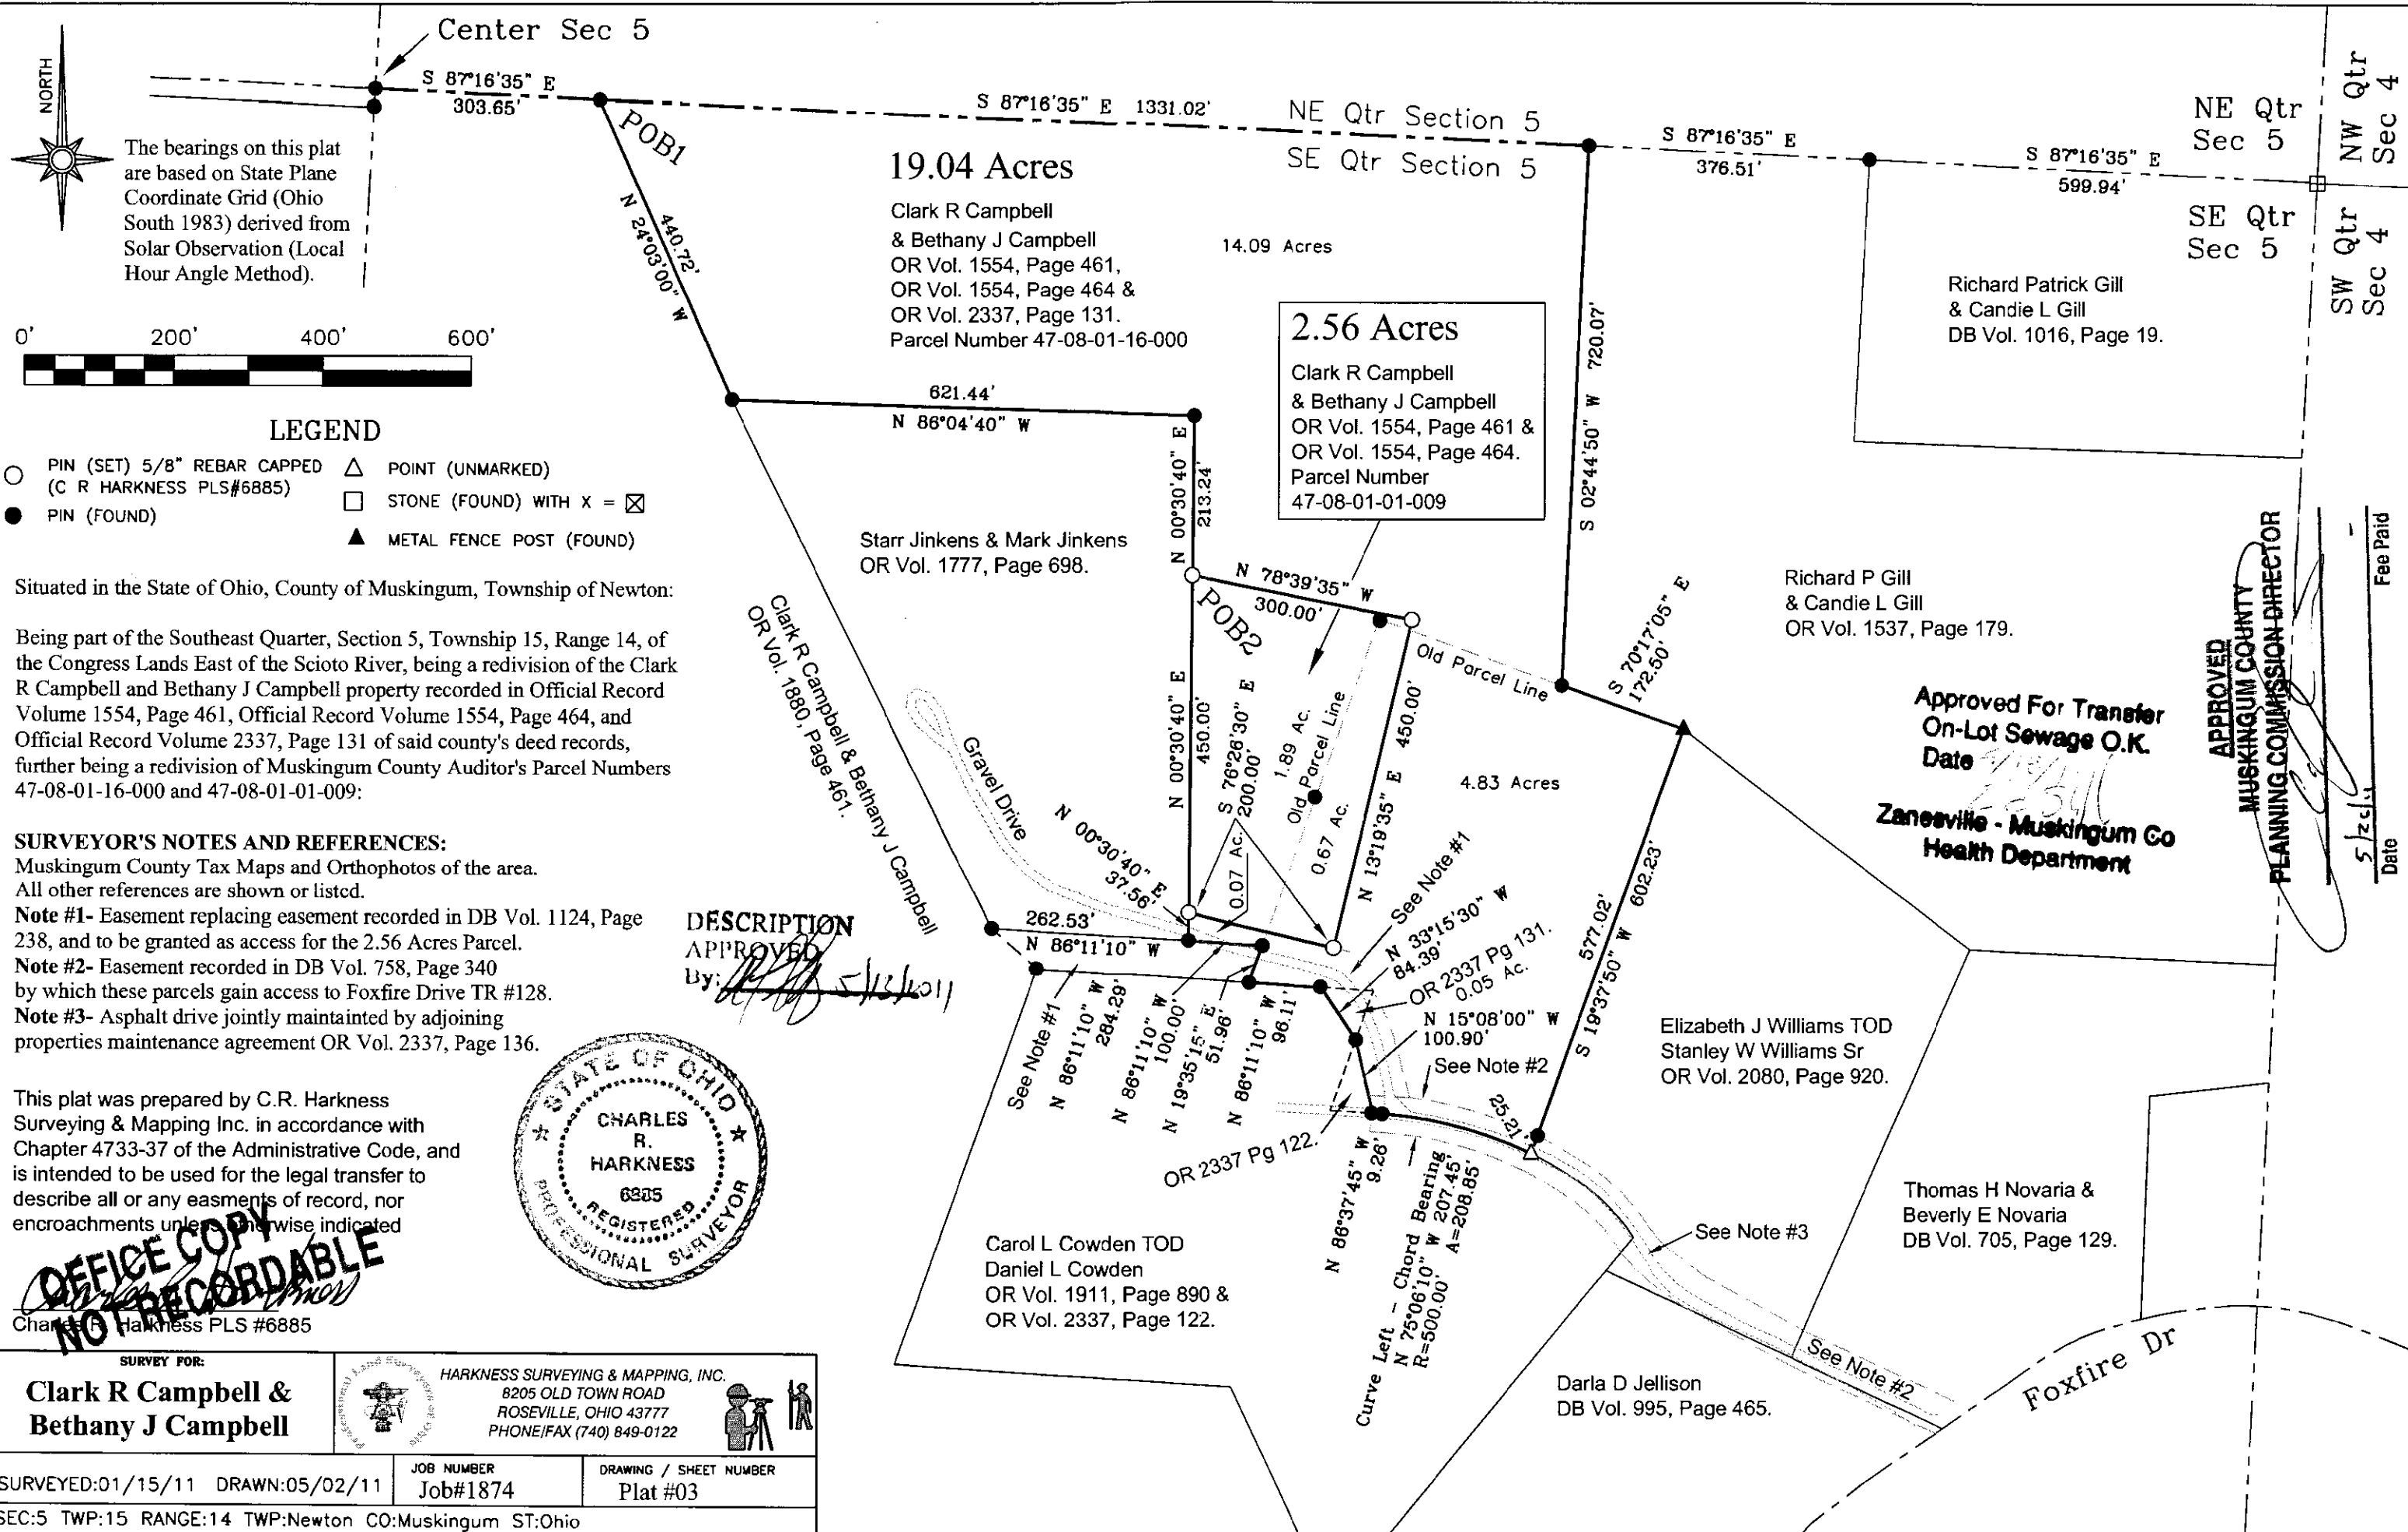 Center Sec 5
NORTH
S 87°16'35" E
303.65'
POB1
S 87°16'35" E 1331.02'
NE Qtr Section 5
SE Qtr Section 5
S 87°16'35" E
376.51'
S 87°16'35" E
599.94'
NE Qtr
Sec 5
NW Qtr
Sec 4
SE Qtr
Sec 5
SW Qtr
Sec 4
The bearings on this plat
are based on State Plane
Coordinate Grid (Ohio
South 1983) derived from
Solar Observation (Local
Hour Angle Method).
0' 200' 400' 600'
440.72'
N 24°03'00" W
19.04 Acres
Clark R Campbell
& Bethany J Campbell
OR Vol. 1554, Page 461,
OR Vol. 1554, Page 464 &
OR Vol. 2337, Page 131.
Parcel Number 47-08-01-16-000
14.09 Acres
2.56 Acres
Clark R Campbell
& Bethany J Campbell
OR Vol. 1554, Page 461 &
OR Vol. 1554, Page 464.
Parcel Number
47-08-01-01-009
S 02°44'50" W 720.07'
Richard Patrick Gill
& Candie L Gill
DB Vol. 1016, Page 19.
621.44'
N 86°04'40" W
N 00°30'40" E
213.24'
LEGEND
PIN (SET) 5/8" REBAR CAPPED
(C R HARKNESS PLS#6885)
PIN (FOUND)
POINT (UNMARKED)
STONE (FOUND) WITH X =
METAL FENCE POST (FOUND)
Starr Jinkens & Mark Jinkens
OR Vol. 1777, Page 698.
N 78°39'35" W
300.00'
POB2
Old Parcel Line
S 70°17'05" E
172.50'
Richard P Gill
& Candie L Gill
OR Vol. 1537, Page 179.
Situated in the State of Ohio, County of Muskingum, Township of Newton:
Being part of the Southeast Quarter, Section 5, Township 15, Range 14, of
the Congress Lands East of the Scioto River, being a redivision of the Clark
R Campbell and Bethany J Campbell property recorded in Official Record
Volume 1554, Page 461, Official Record Volume 1554, Page 464, and
Official Record Volume 2337, Page 131 of said county's deed records,
further being a redivision of Muskingum County Auditor's Parcel Numbers
47-08-01-16-000 and 47-08-01-01-009:
Clark R Campbell & Bethany J Campbell
OR Vol. 1880, Page 461.
Gravel Drive
N 00°30'40" E
450.00'
S 76°26'30" E
200.00'
1.89 Ac.
Old Parcel Line
0.67 Ac.
0.07 Ac.
N 13°19'35" E 450.00'
4.83 Acres
Approved For Transfer
On-Lot Sewage O.K.
Date
Zanesville - Muskingum Co
Health Department
APPROVED
MUSKINGUM COUNTY
PLANNING COMMISSION DIRECTOR
Fee Paid
Date
SURVEYOR'S NOTES AND REFERENCES:
Muskingum County Tax Maps and Orthophotos of the area.
All other references are shown or listed.
Note #1- Easement replacing easement recorded in DB Vol. 1124, Page
238, and to be granted as access for the 2.56 Acres Parcel.
Note #2- Easement recorded in DB Vol. 758, Page 340
by which these parcels gain access to Foxfire Drive TR #128.
Note #3- Asphalt drive jointly maintainted by adjoining
properties maintenance agreement OR Vol. 2337, Page 136.
DESCRIPTION
APPROVED
By: 5/13/2011
N 00°30'40" E
37.56'
262.53'
N 86°11'10" W
See Note #1
See Note #1
N 86°11'10" W
284.29'
N 86°11'10" W
100.00'
N 19°35'15" E
51.96'
N 86°11'10" W
96.11'
N 33°15'30" W
84.39'
OR 2337 Pg 131.
0.05 Ac.
N 15°08'00" W
100.90'
See Note #2
577.02'
S 19°37'50" W 602.23'
25.21'
Elizabeth J Williams TOD
Stanley W Williams Sr
OR Vol. 2080, Page 920.
OR 2337 Pg 122.
N 86°37'45" W
9.26'
Curve Left - Chord Bearing
N 75°06'10" W 207.45'
R=500.00' A=208.85'
See Note #3
Thomas H Novaria &
Beverly E Novaria
DB Vol. 705, Page 129.
This plat was prepared by C.R. Harkness
Surveying & Mapping Inc. in accordance with
Chapter 4733-37 of the Administrative Code, and
is intended to be used for the legal transfer to
describe all or any easments of record, nor
encroachments unless otherwise indicated
STATE OF OHIO
CHARLES
R.
HARKNESS
6885
REGISTERED
PROFESSIONAL SURVEYOR
OFFICE COPY
NOT RECORDABLE
Charles R. Harkness PLS #6885
Carol L Cowden TOD
Daniel L Cowden
OR Vol. 1911, Page 890 &
OR Vol. 2337, Page 122.
Darla D Jellison
DB Vol. 995, Page 465.
See Note #2
Foxfire Dr
SURVEY FOR:
Clark R Campbell &
Bethany J Campbell
HARKNESS SURVEYING & MAPPING, INC.
8205 OLD TOWN ROAD
ROSEVILLE, OHIO 43777
PHONE/FAX (740) 849-0122
SURVEYED:01/15/11 DRAWN:05/02/11
JOB NUMBER
Job#1874
DRAWING / SHEET NUMBER
Plat #03
SEC:5 TWP:15 RANGE:14 TWP:Newton CO:Muskingum ST:Ohio